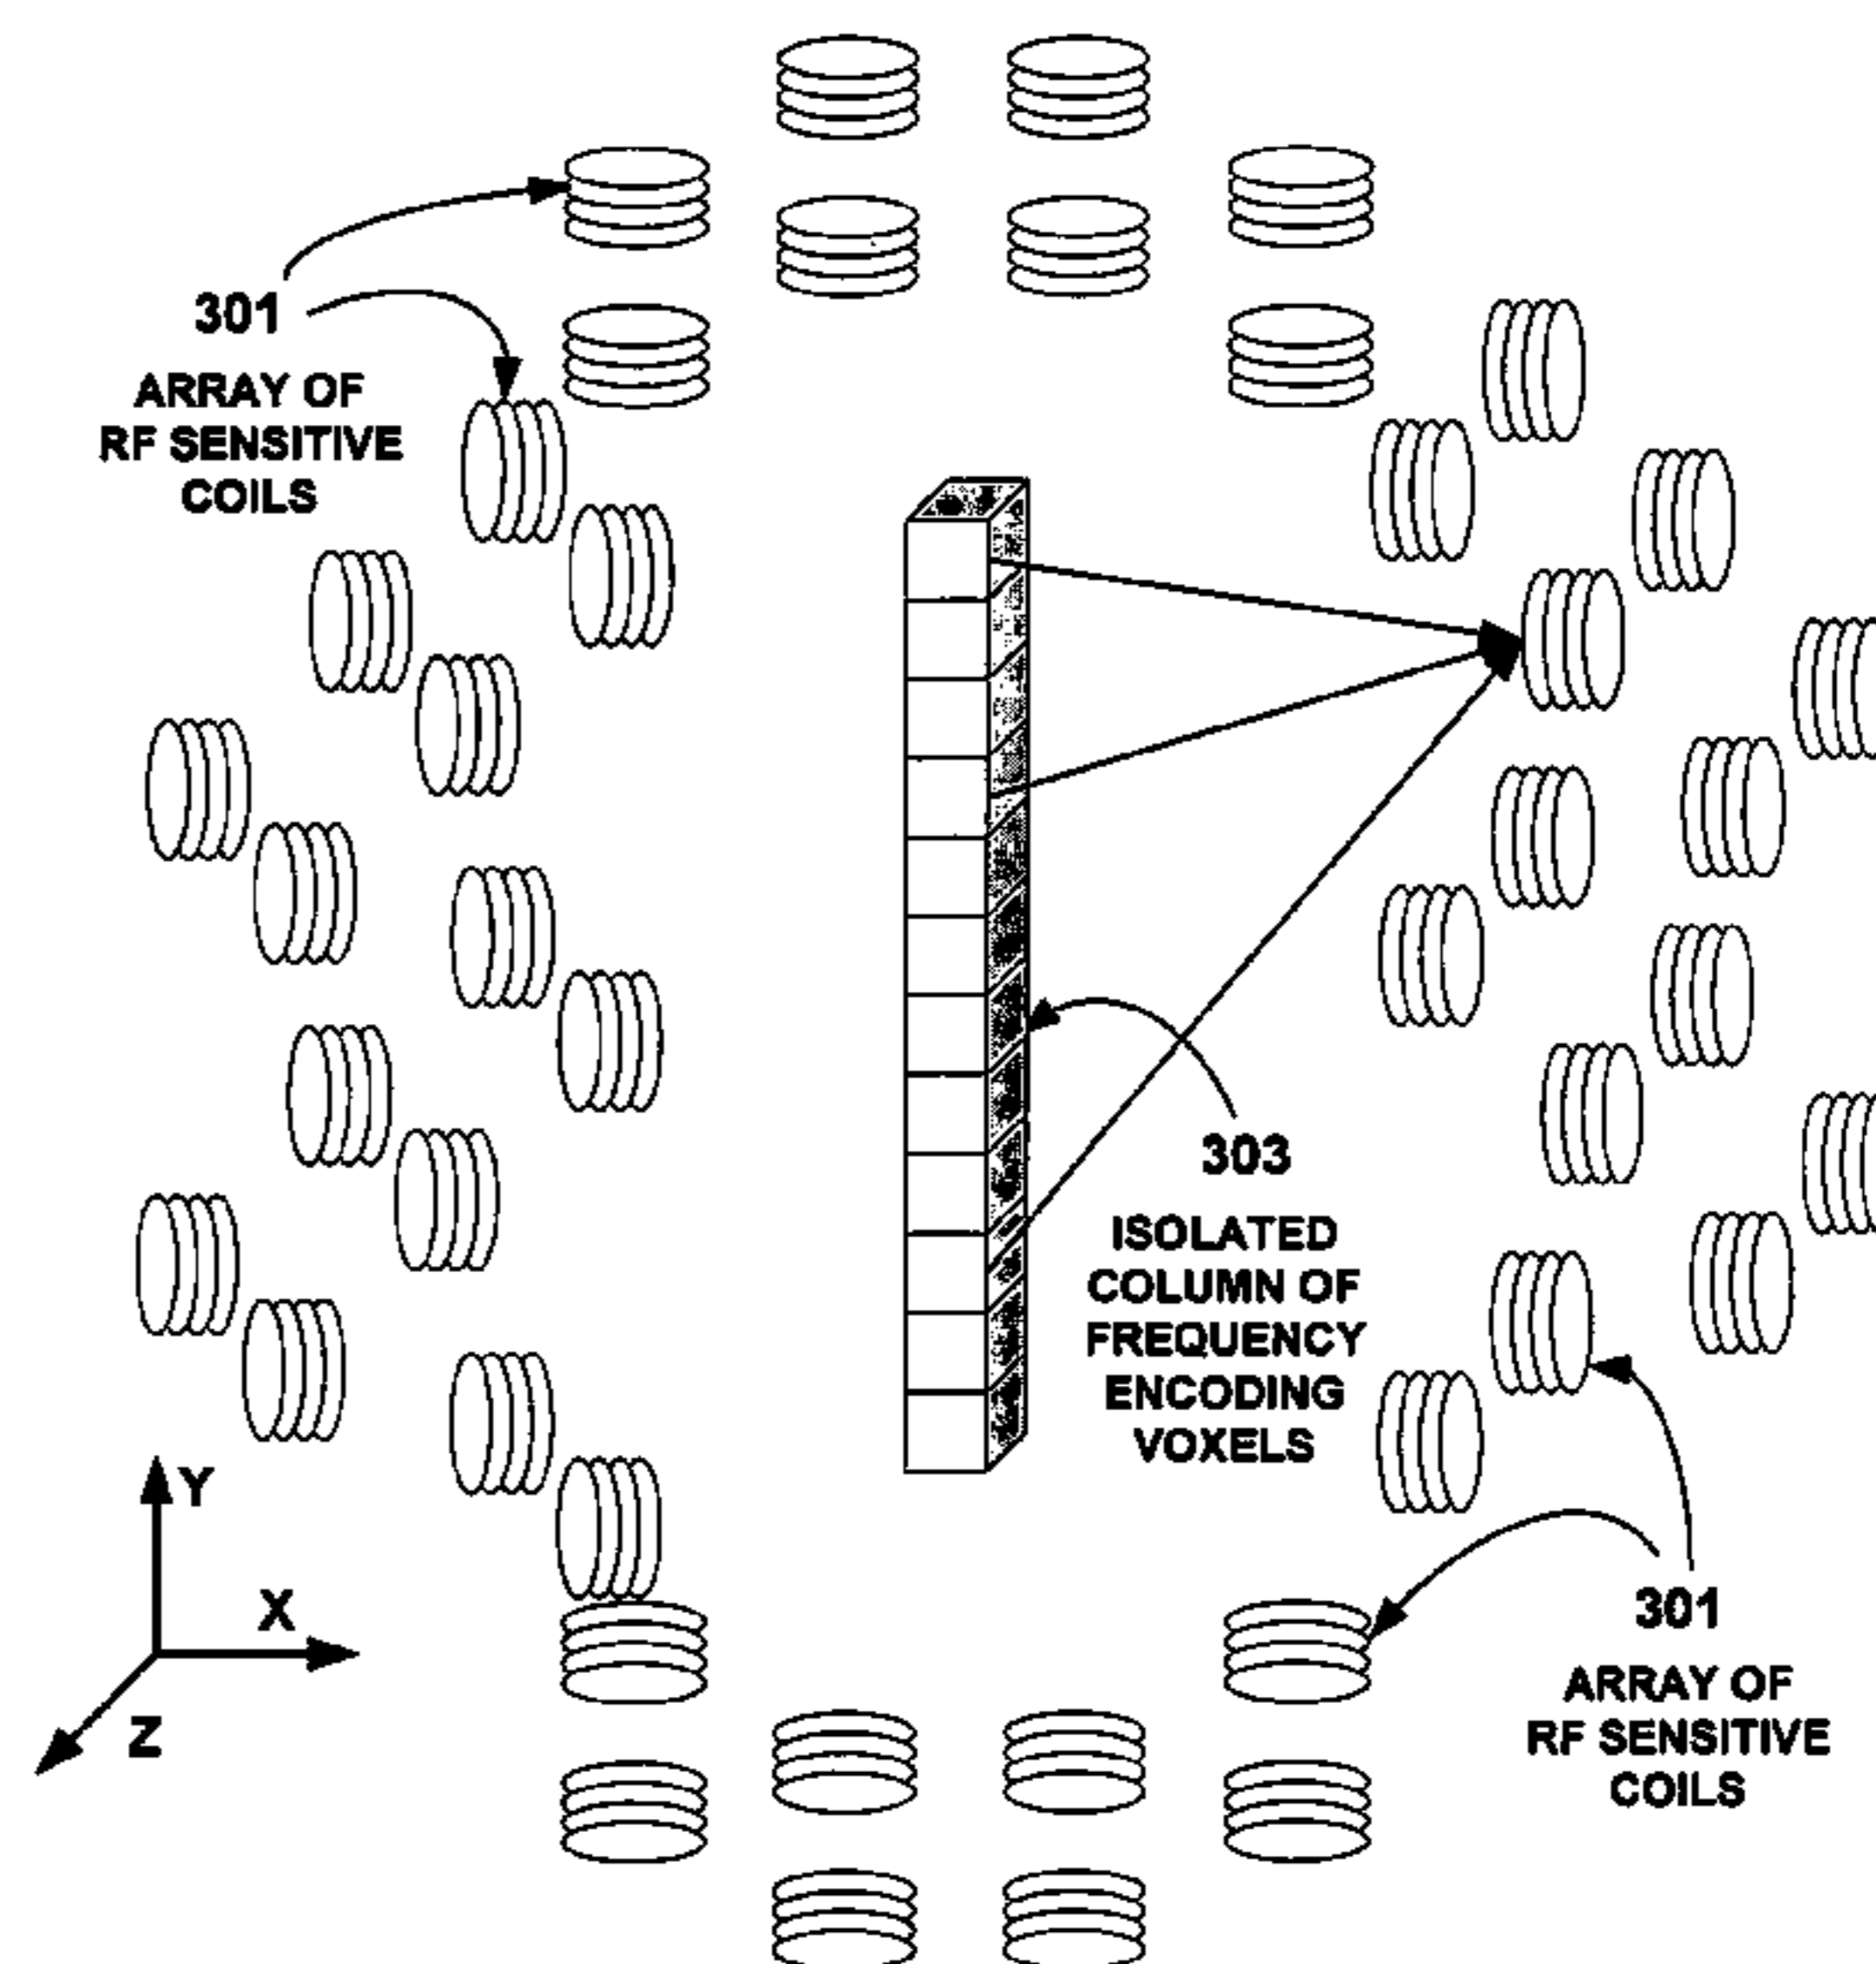 301
ARRAY OF
RF SENSITIVE
COILS
303
ISOLATED
COLUMN OF
FREQUENCY
ENCODING
VOXELS
Y
X
Z
301
ARRAY OF
RF SENSITIVE
COILS